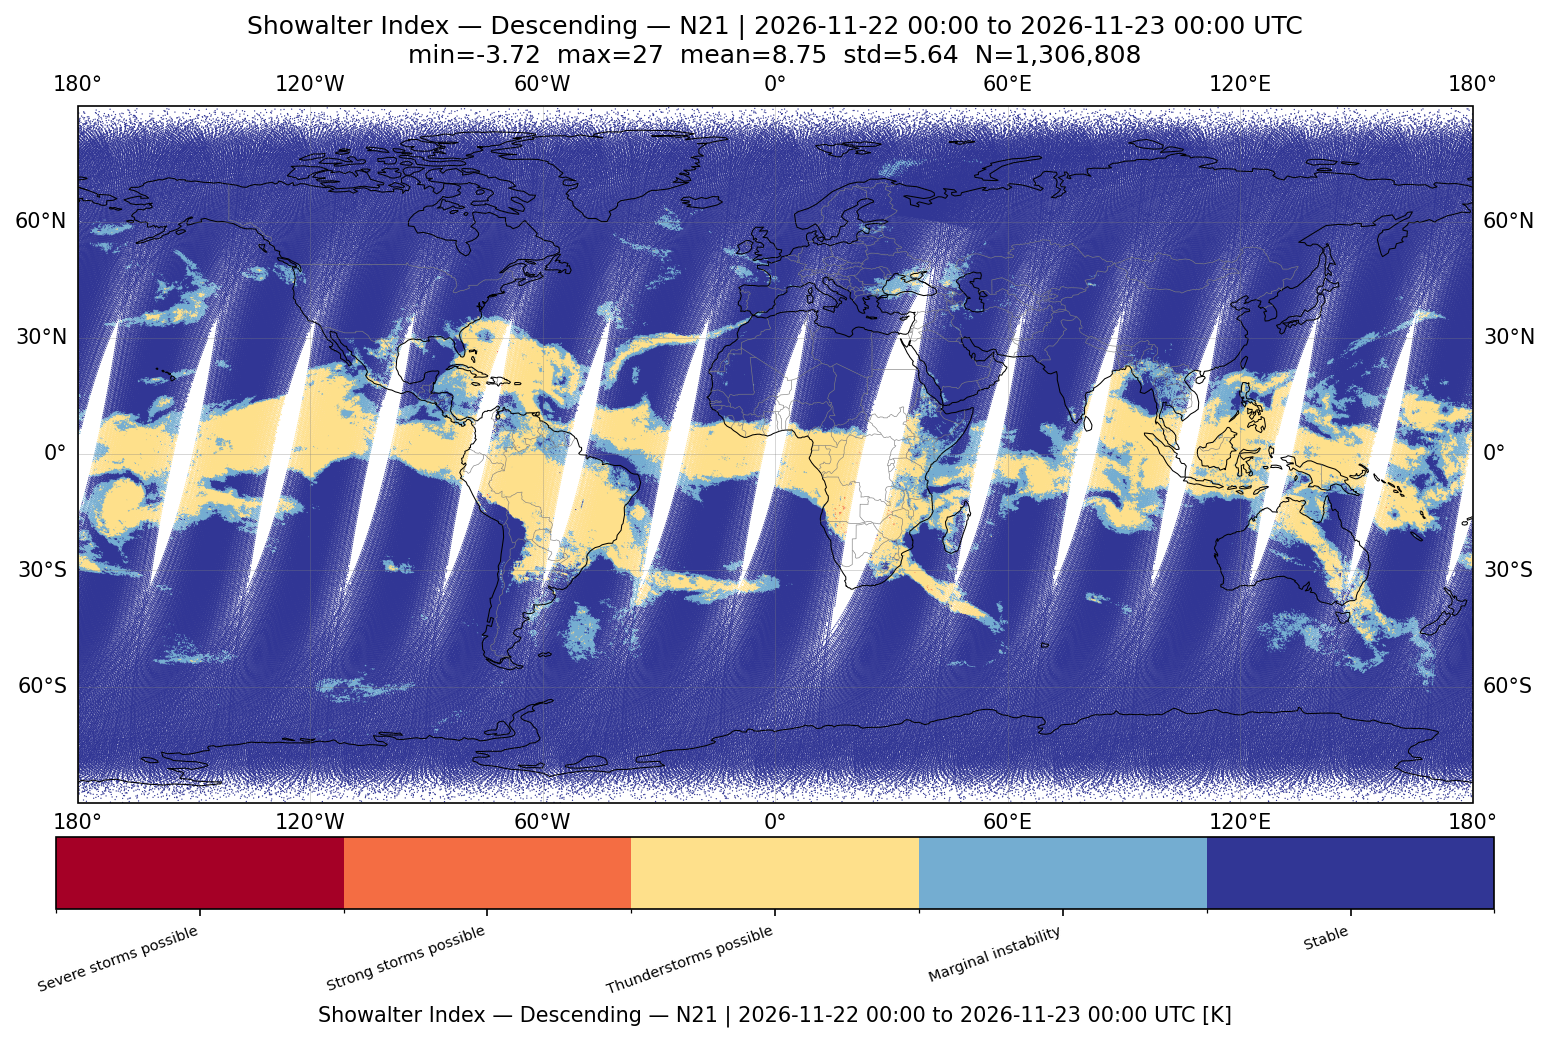 Showalter Index — Descending — N21 | 2026-11-22 00:00 to 2026-11-23 00:00 UTC
min=-3.72 max=27 mean=8.75 std=5.64 N=1,306,808
180° 120°W 60°W 0° 60°E 120°E 180°
60°N 60°N
30°N 30°N
0° 0°
30°S 30°S
60°S 60°S
180° 120°W 60°W 0° 60°E 120°E 180°
Severe storms possible Strong storms possible Thunderstorms possible Marginal instability Stable
Showalter Index — Descending — N21 | 2026-11-22 00:00 to 2026-11-23 00:00 UTC [K]